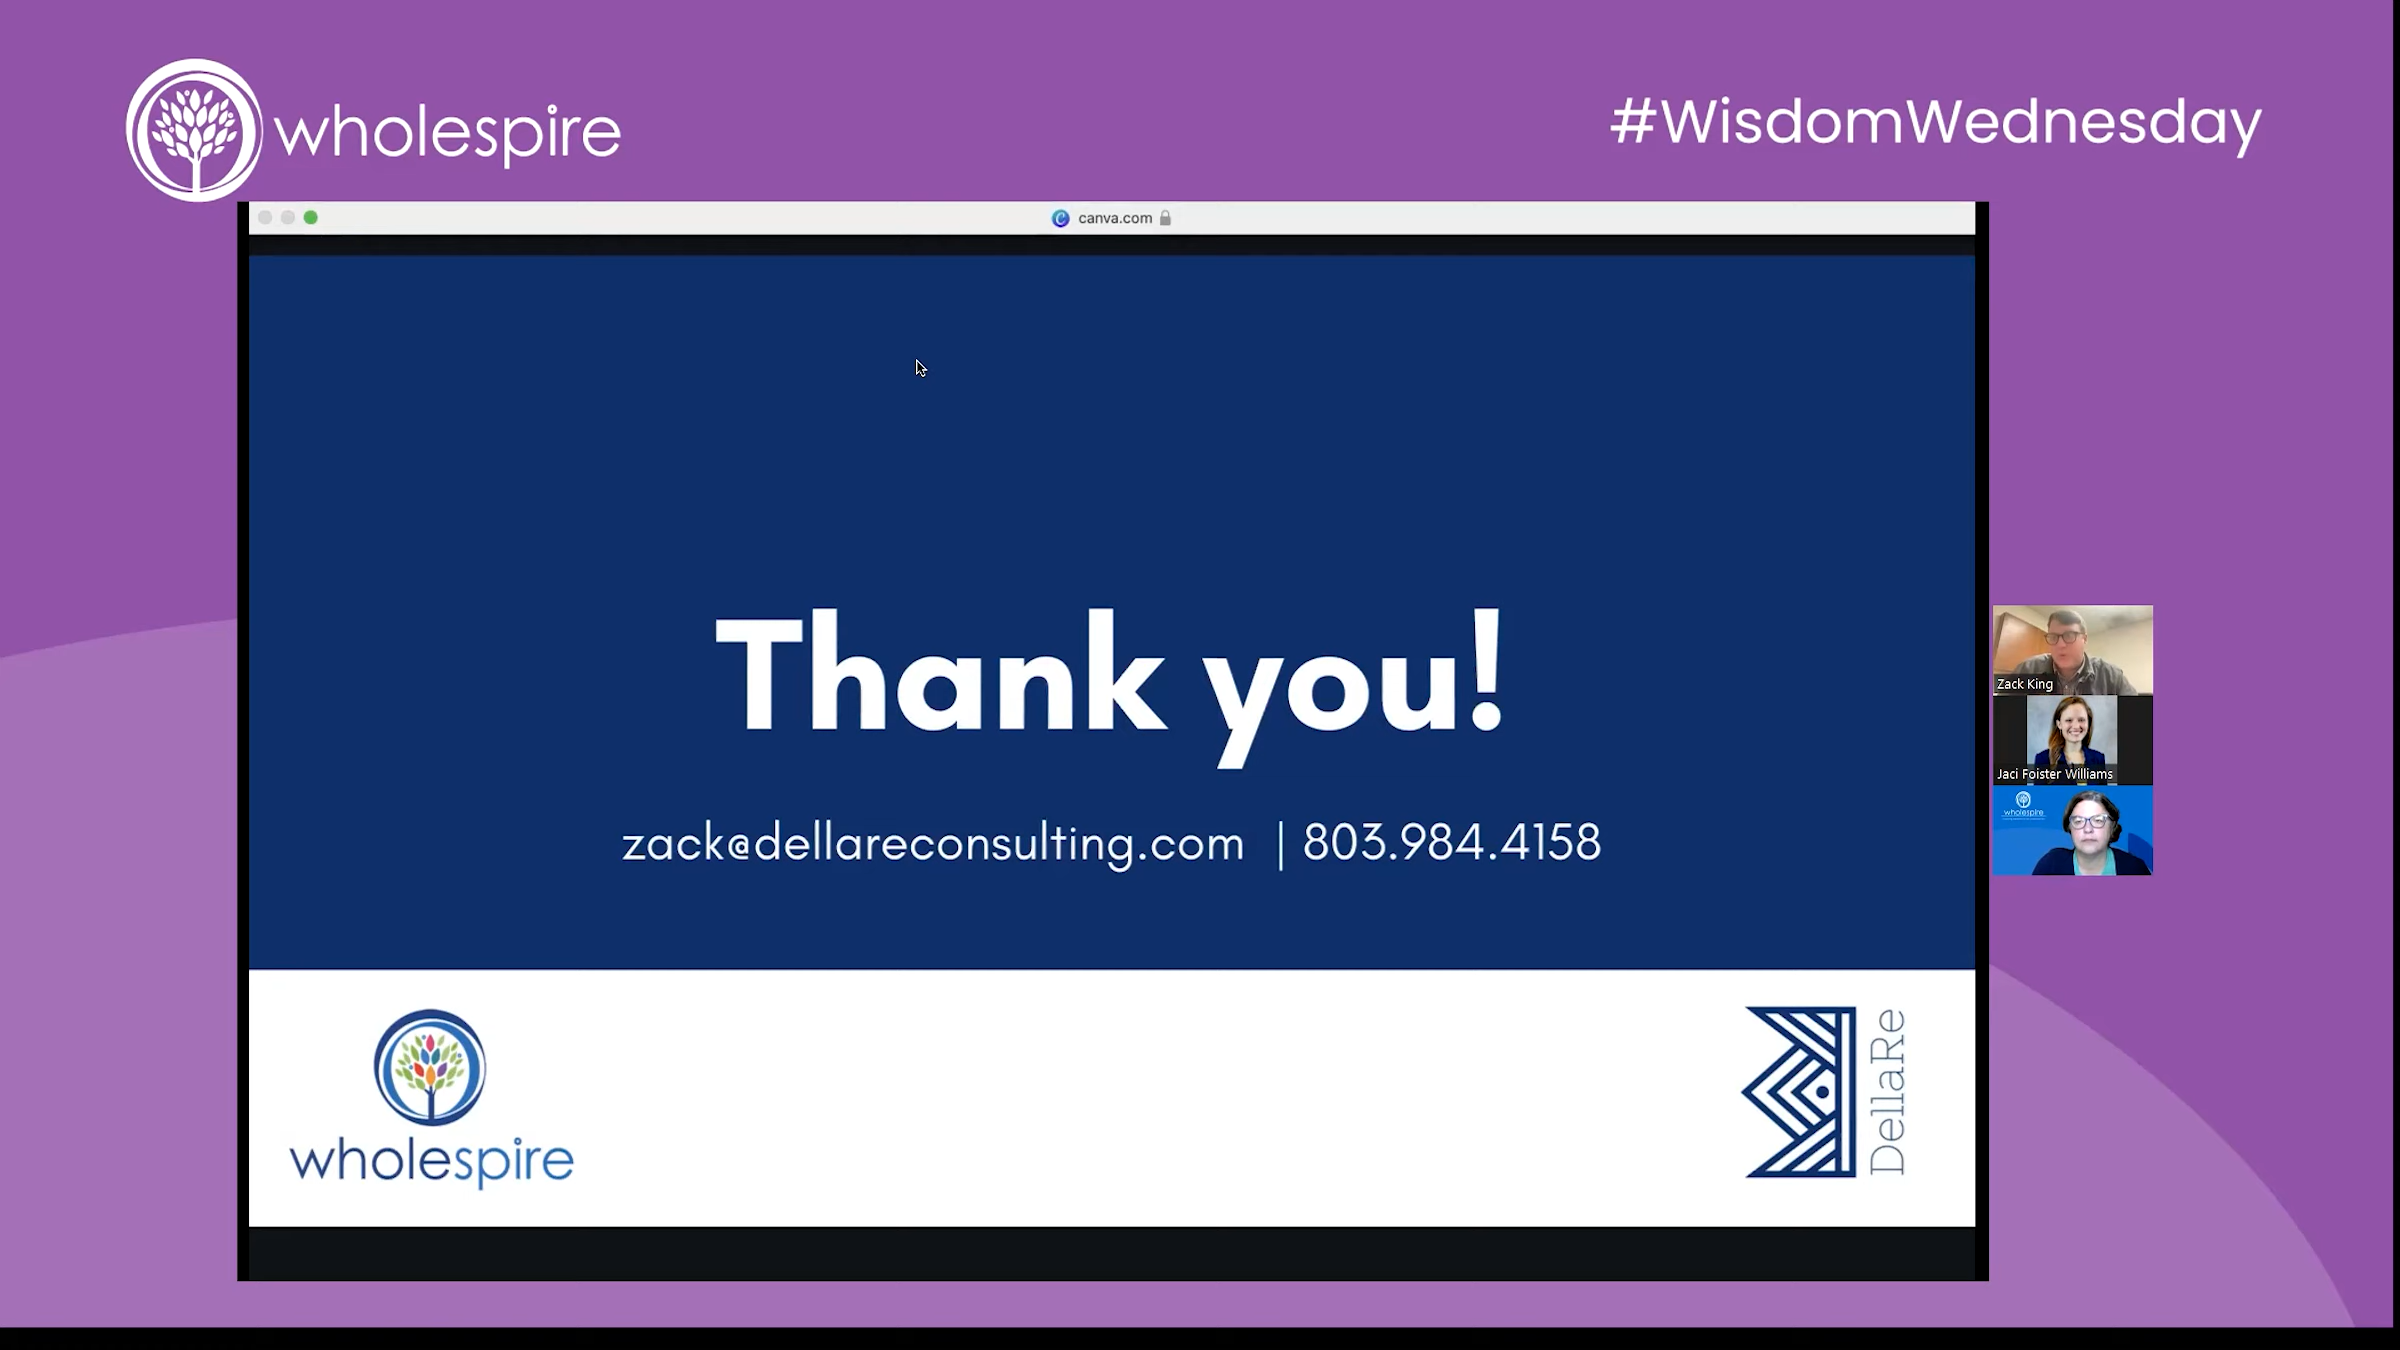 wholespire
#WisdomWednesday
canva.com
Thank you!
zack@dellareconsulting.com | 803.984.4158
Zack King
Jaci Foister Williams
wholespire
wholespire
DellaRe